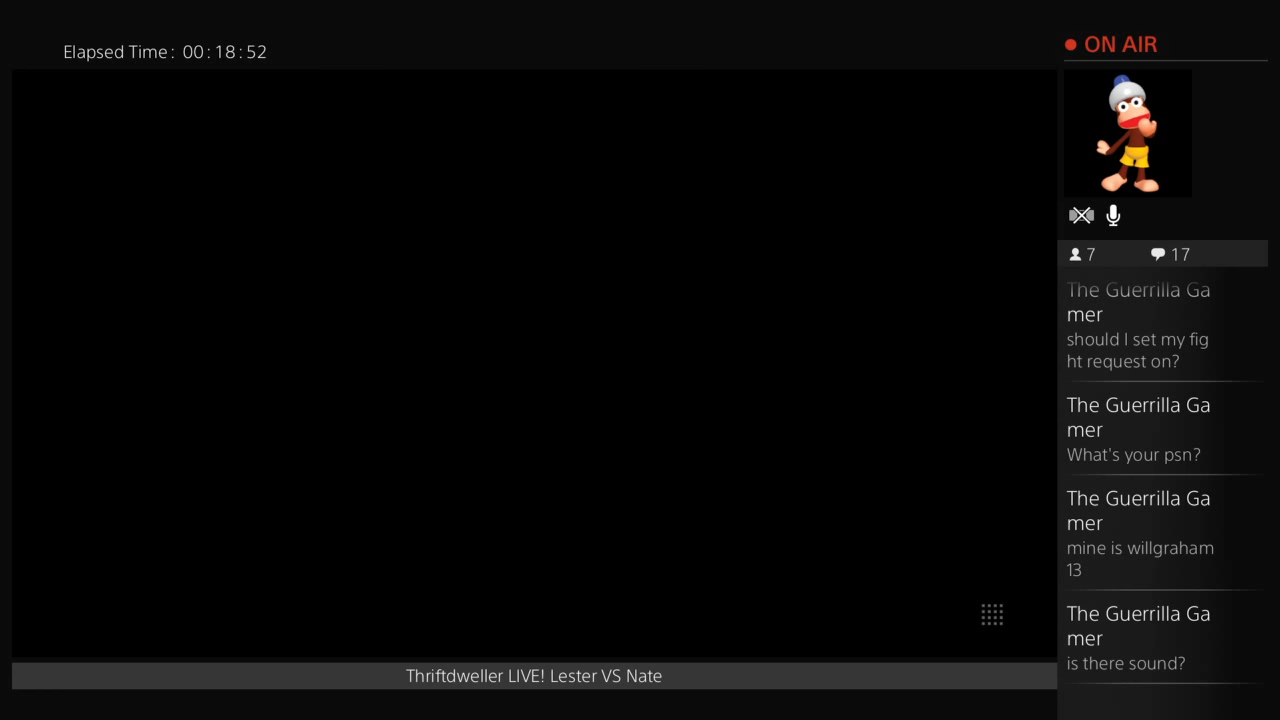 Elapsed Time: 00:18:52
ON AIR
7
17
The Guerrilla Ga
mer
should I set my fig
ht request on?
The Guerrilla Ga
mer
What's your psn?
The Guerrilla Ga
mer
mine is willgraham
13
The Guerrilla Ga
mer
is there sound?
Thriftdweller LIVE! Lester VS Nate